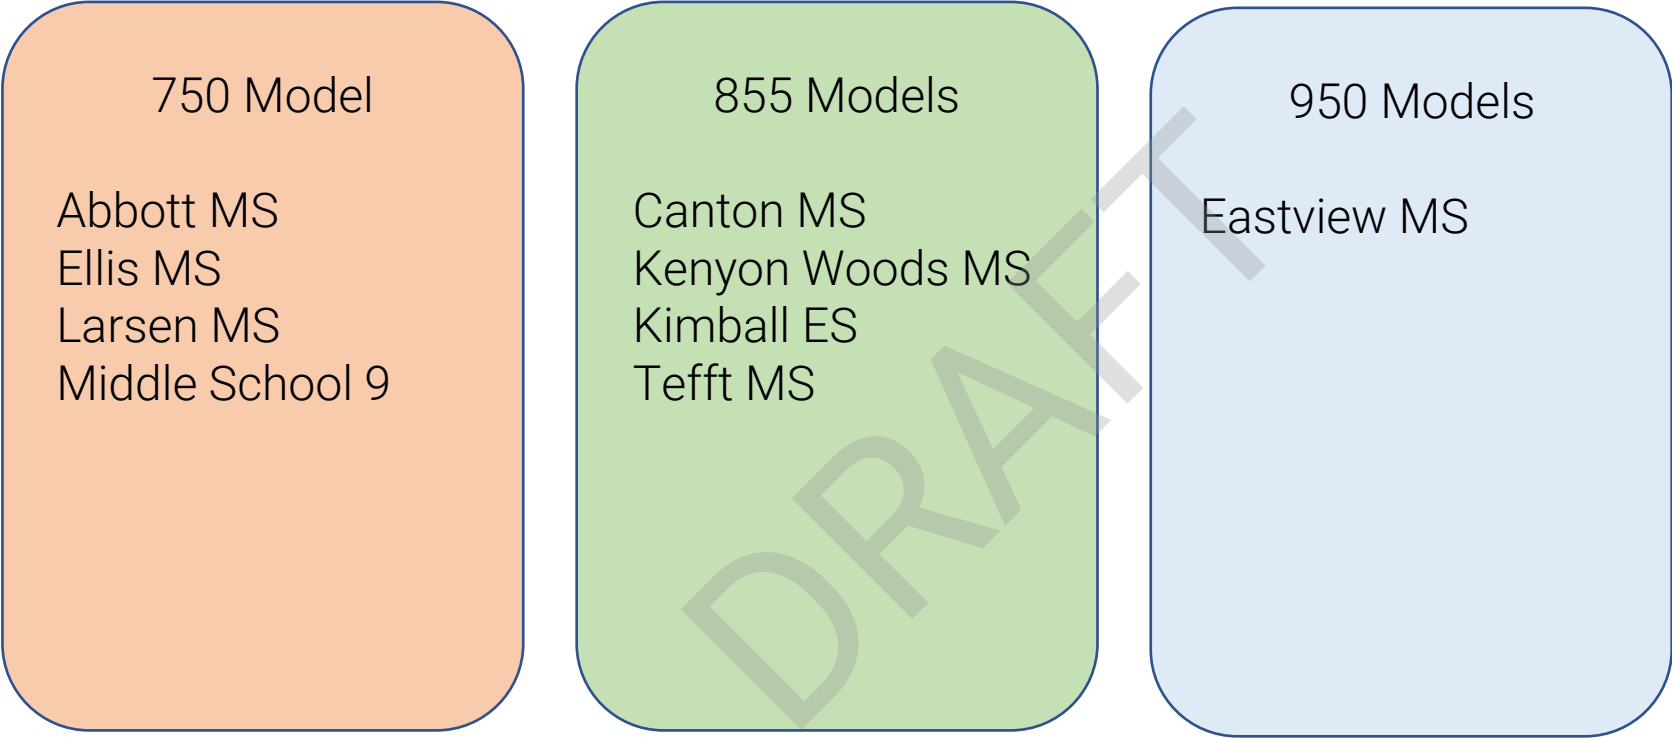 750 Model
Abbott MS
Ellis MS
Larsen MS
Middle School 9
855 Models
Canton MS
Kenyon Woods MS
Kimball ES
Tefft MS
950 Models
Eastview MS
DRAFT